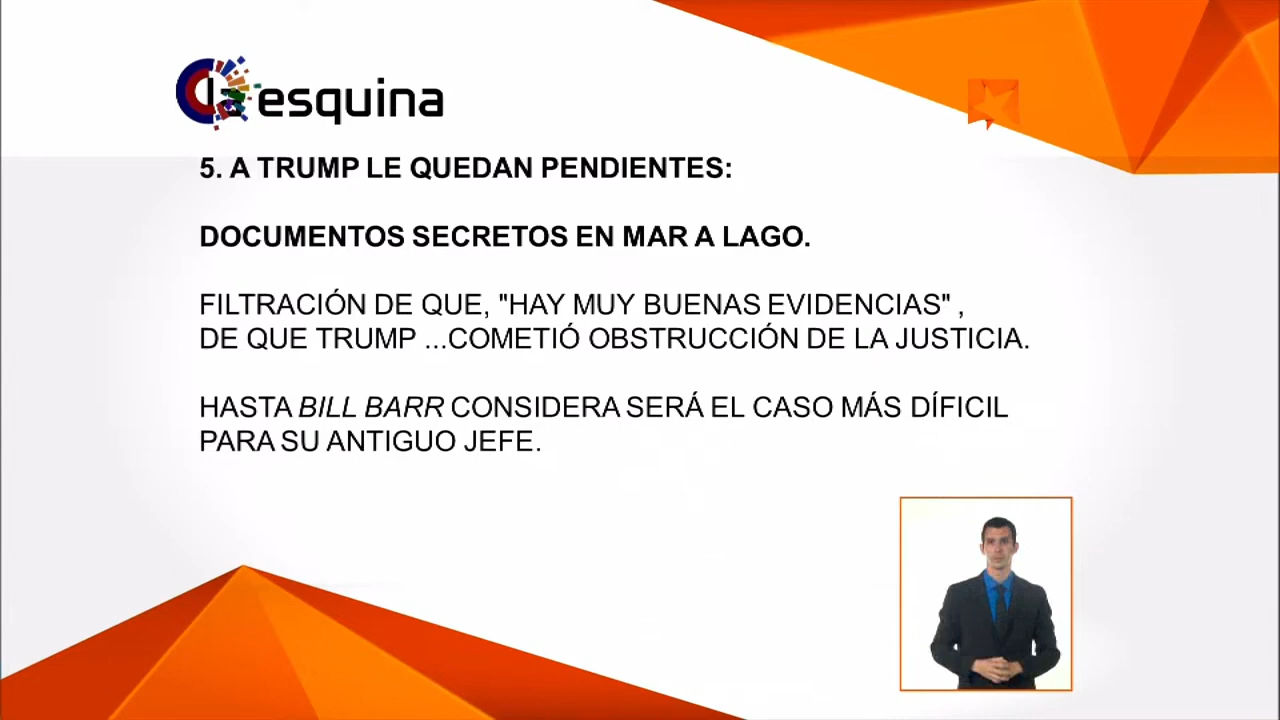 la esquina
5. A TRUMP LE QUEDAN PENDIENTES:
DOCUMENTOS SECRETOS EN MAR A LAGO.
FILTRACIÓN DE QUE, "HAY MUY BUENAS EVIDENCIAS" ,
DE QUE TRUMP ...COMETIÓ OBSTRUCCIÓN DE LA JUSTICIA.
HASTA BILL BARR CONSIDERA SERÁ EL CASO MÁS DÍFICIL
PARA SU ANTIGUO JEFE.